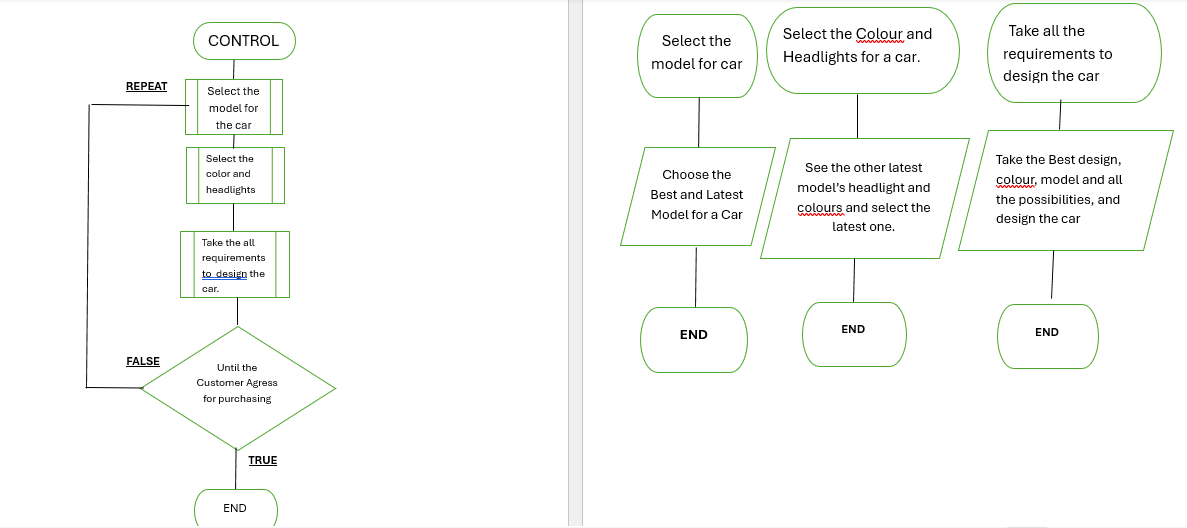 CONTROL
REPEAT
Select the
model for
the car
Select the
color and
headlights
Take the all
requirements
to design the
car.
FALSE
Until the
Customer Agress
for purchasing
TRUE
END
Select the
model for car
Choose the
Best and Latest
Model for a Car
END
Select the Colour and
Headlights for a car.
See the other latest
model's headlight and
colours and select the
latest one.
END
Take all the
requirements to
design the car
Take the Best design,
colour, model and all
the possibilities, and
design the car
END